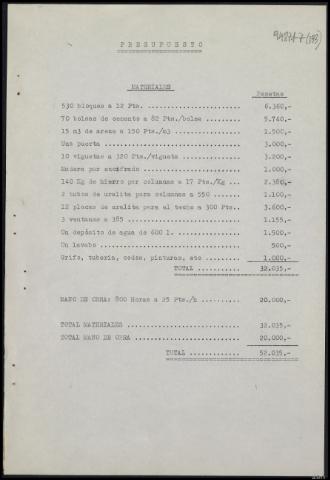 PRESUPUESTO
MATERIALES
Pesetas
530 bloques a 12 Pts. ...................... 6.360,-
70 bolsas de cemento a 82 Pts./bolsa ........ 5.740,-
15 m3 de arena a 150 Pts./m3 ................ 1.500,-
Una puerta .................................. 3.000,-
10 viguetas a 320 Pts./vigueta .............. 3.200,-
Madera para encofrado ....................... 1.000,-
140 Kg de hierro por columnas a 17 Pts./Kg ... 2.380,-
2 tubos de uralita para columnas a 550 ...... 1.100,-
12 placas de uralita para el techo a 300 Pts.. 3.600,-
3 ventanas a 385 ............................ 1.155,-
Un depósito de agua de 600 l. ............... 1.500,-
Un lavabo ................................... 500,-
Grifo, tubería, codos, pinturas, etc ........ 1.000,-
TOTAL ............ 32.035,-
MANO DE OBRA: 800 Horas a 25 Pts./h .......... 20.000,-
TOTAL MATERIALES ............................ 32.035,-
TOTAL MANO DE OBRA .......................... 20.000,-
TOTAL ............. 52.035,-